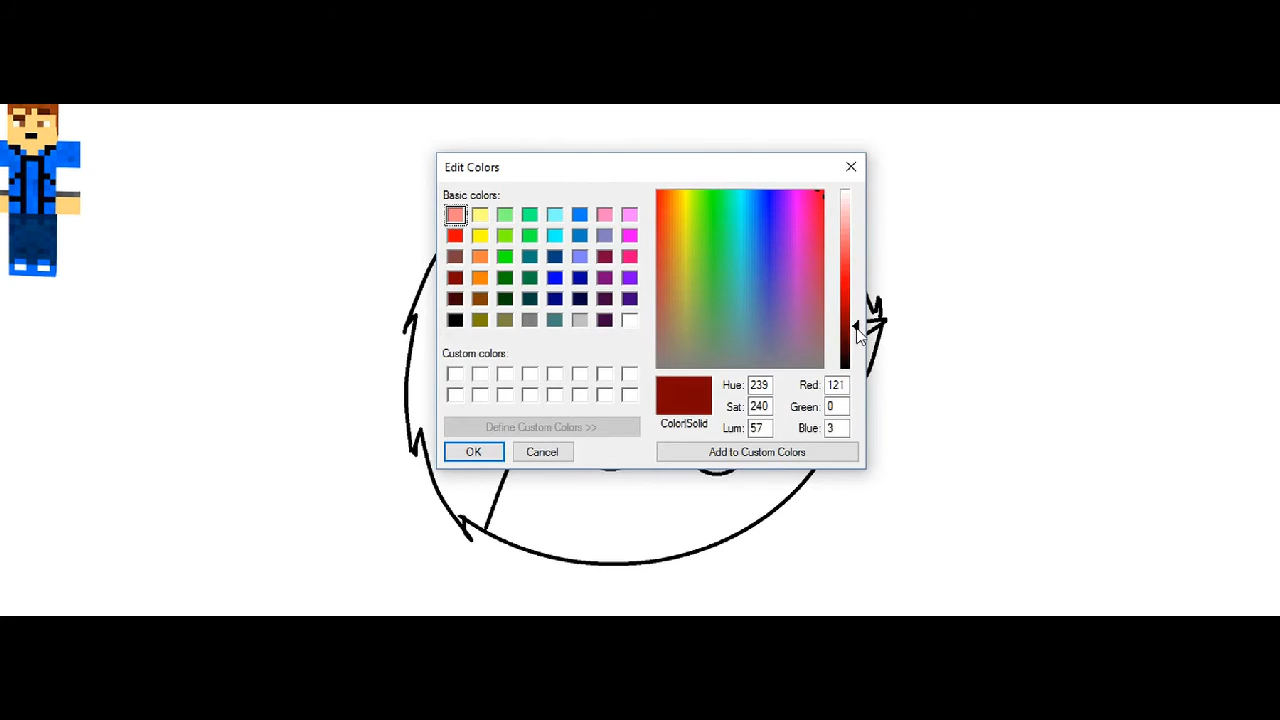 Edit Colors
Basic colors:
Custom colors:
Define Custom Colors >>
OK
Cancel
Color|Solid
Hue: 239
Sat: 240
Lum: 57
Red: 121
Green: 0
Blue: 3
Add to Custom Colors